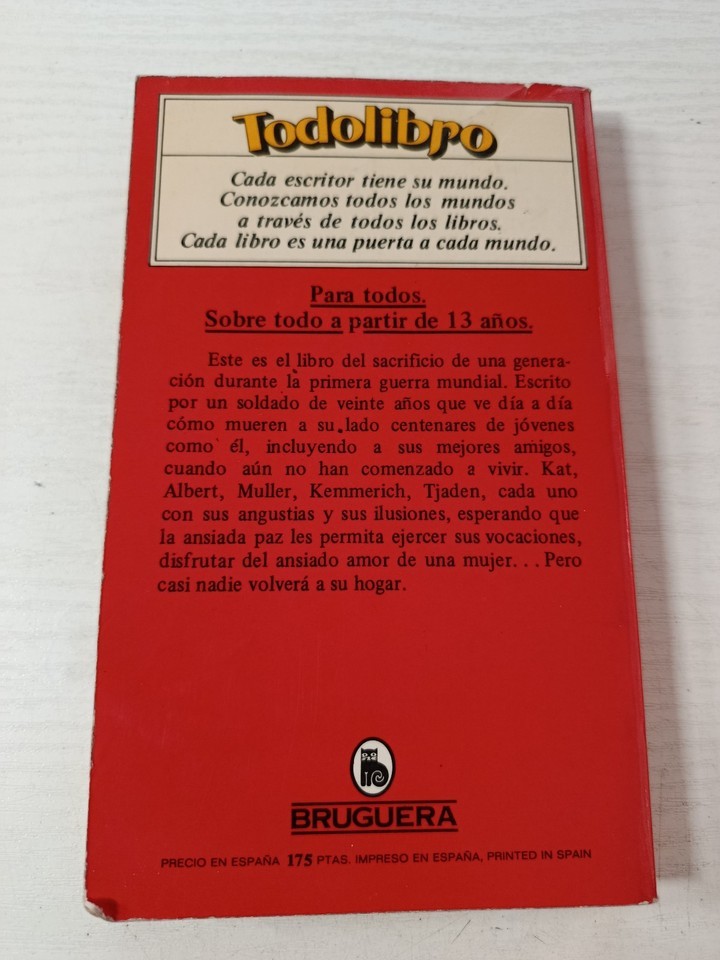 Todolibro
Cada escritor tiene su mundo.
Conozcamos todos los mundos
a través de todos los libros.
Cada libro es una puerta a cada mundo.
Para todos.
Sobre todo a partir de 13 años.
Este es el libro del sacrificio de una genera-
ción durante la primera guerra mundial. Escrito
por un soldado de veinte años que ve día a día
cómo mueren a su lado centenares de jóvenes
como él, incluyendo a sus mejores amigos,
cuando aún no han comenzado a vivir. Kat,
Albert, Muller, Kemmerich, Tjaden, cada uno
con sus angustias y sus ilusiones, esperando que
la ansiada paz les permita ejercer sus vocaciones,
disfrutar del ansiado amor de una mujer... Pero
casi nadie volverá a su hogar.
BRUGUERA
PRECIO EN ESPAÑA 175 PTAS. IMPRESO EN ESPAÑA, PRINTED IN SPAIN